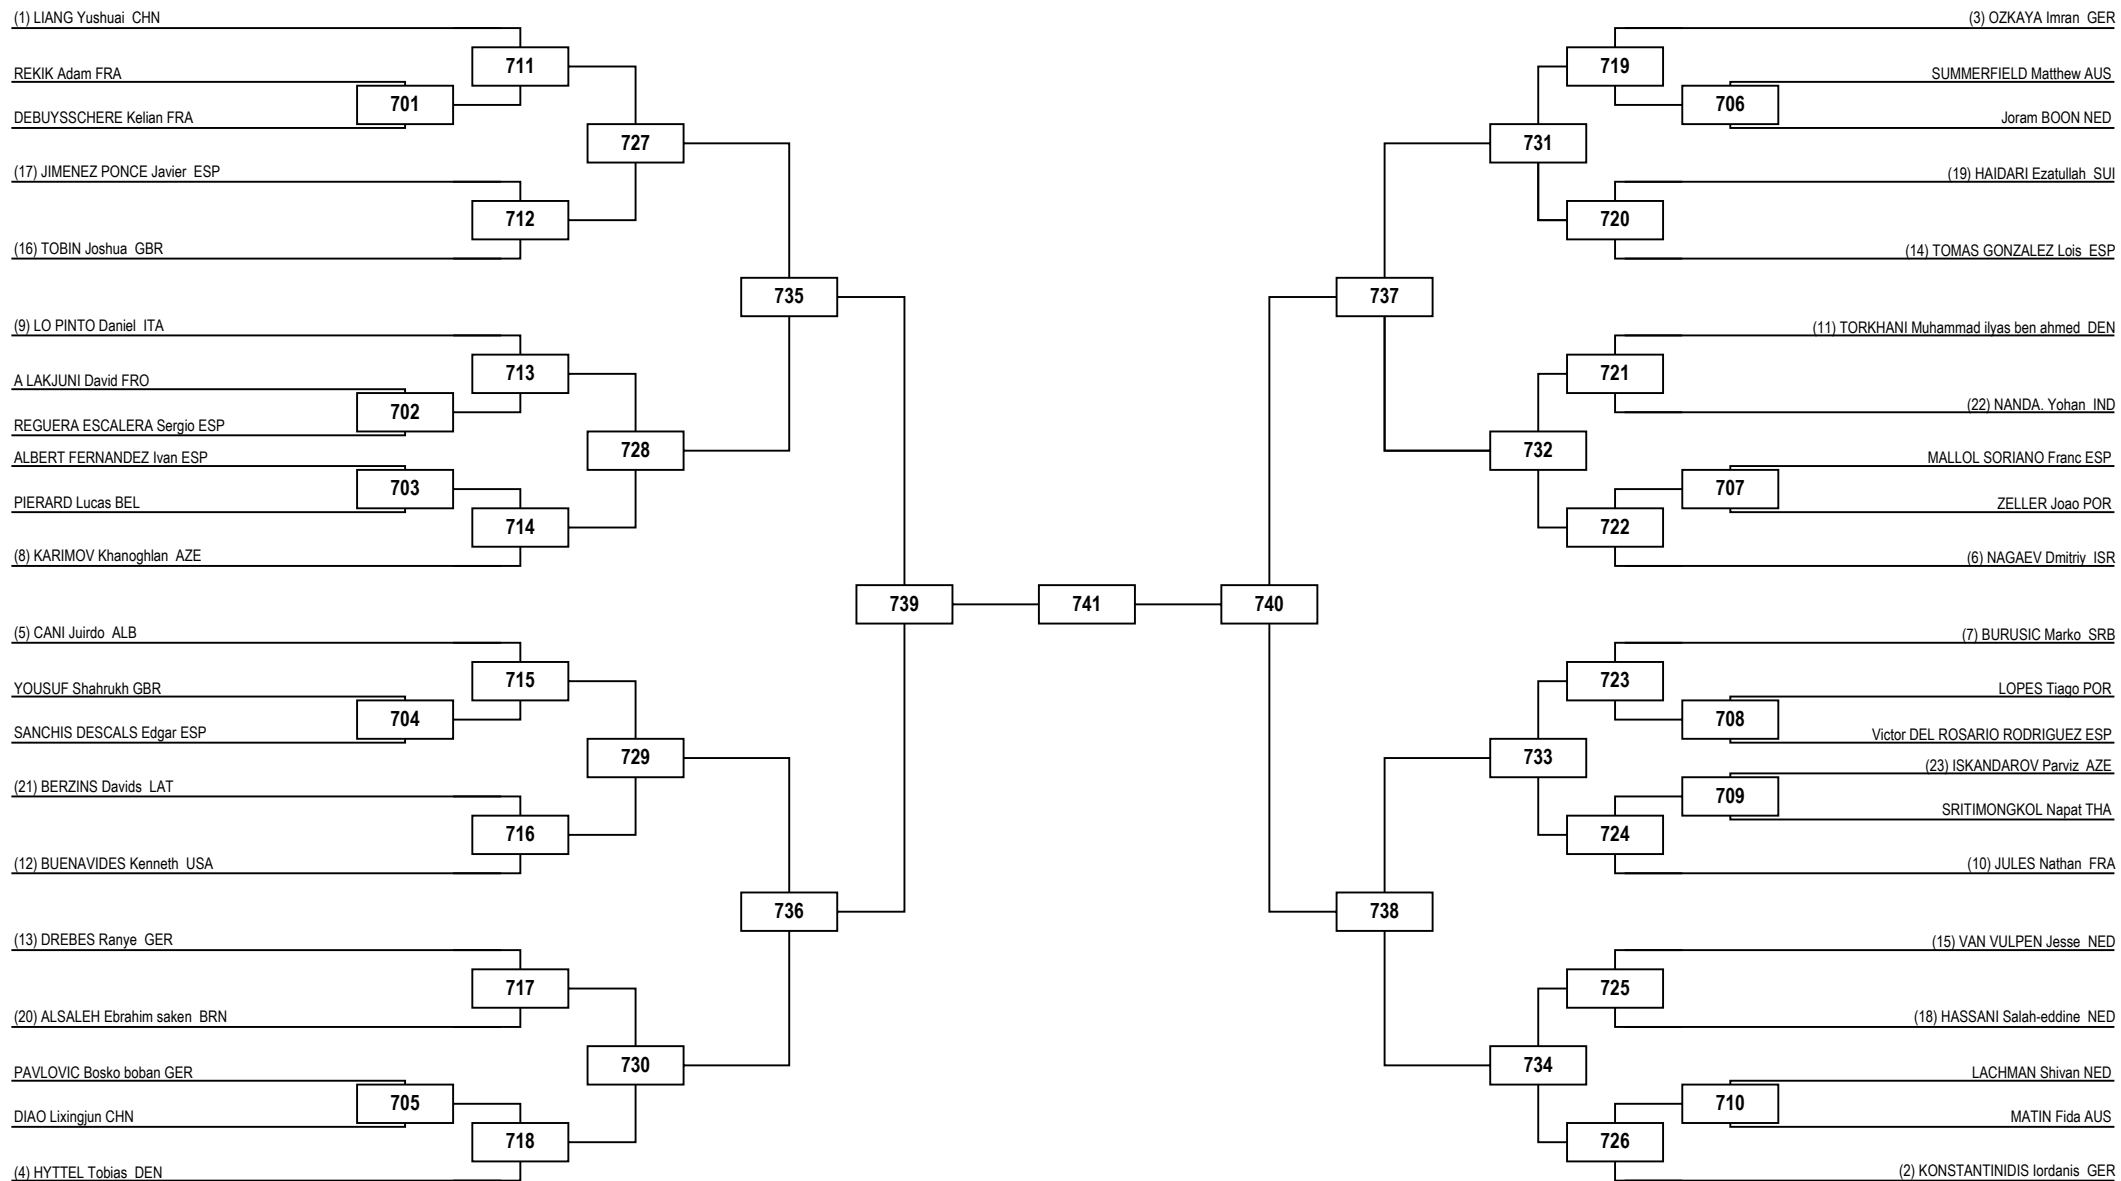 (1) LIANG Yushuai  CHN
711
REKIK Adam FRA
701
DEBUYSSCHERE Kelian FRA
727
(17) JIMENEZ PONCE Javier  ESP
712
(16) TOBIN Joshua  GBR
735
(9) LO PINTO Daniel  ITA
713
A LAKJUNI David FRO
702
REGUERA ESCALERA Sergio ESP
728
ALBERT FERNANDEZ Ivan ESP
703
PIERARD Lucas BEL
714
(8) KARIMOV Khanoghlan  AZE
739
741
(5) CANI Juirdo  ALB
715
YOUSUF Shahrukh GBR
704
SANCHIS DESCALS Edgar ESP
729
(21) BERZINS Davids  LAT
716
(12) BUENAVIDES Kenneth  USA
736
(13) DREBES Ranye  GER
717
(20) ALSALEH Ebrahim saken  BRN
730
PAVLOVIC Bosko boban GER
705
DIAO Lixingjun CHN
718
(4) HYTTEL Tobias  DEN
(3) OZKAYA Imran  GER
719
SUMMERFIELD Matthew AUS
706
Joram BOON NED
731
(19) HAIDARI Ezatullah  SUI
720
(14) TOMAS GONZALEZ Lois  ESP
737
(11) TORKHANI Muhammad ilyas ben ahmed  DEN
721
(22) NANDA. Yohan  IND
732
MALLOL SORIANO Franc ESP
707
ZELLER Joao POR
722
(6) NAGAEV Dmitriy  ISR
740
(7) BURUSIC Marko  SRB
723
LOPES Tiago POR
708
Victor DEL ROSARIO RODRIGUEZ ESP
733
(23) ISKANDAROV Parviz  AZE
709
SRITIMONGKOL Napat THA
724
(10) JULES Nathan  FRA
738
(15) VAN VULPEN Jesse  NED
725
(18) HASSANI Salah-eddine  NED
734
LACHMAN Shivan NED
710
MATIN Fida AUS
726
(2) KONSTANTINIDIS Iordanis  GER